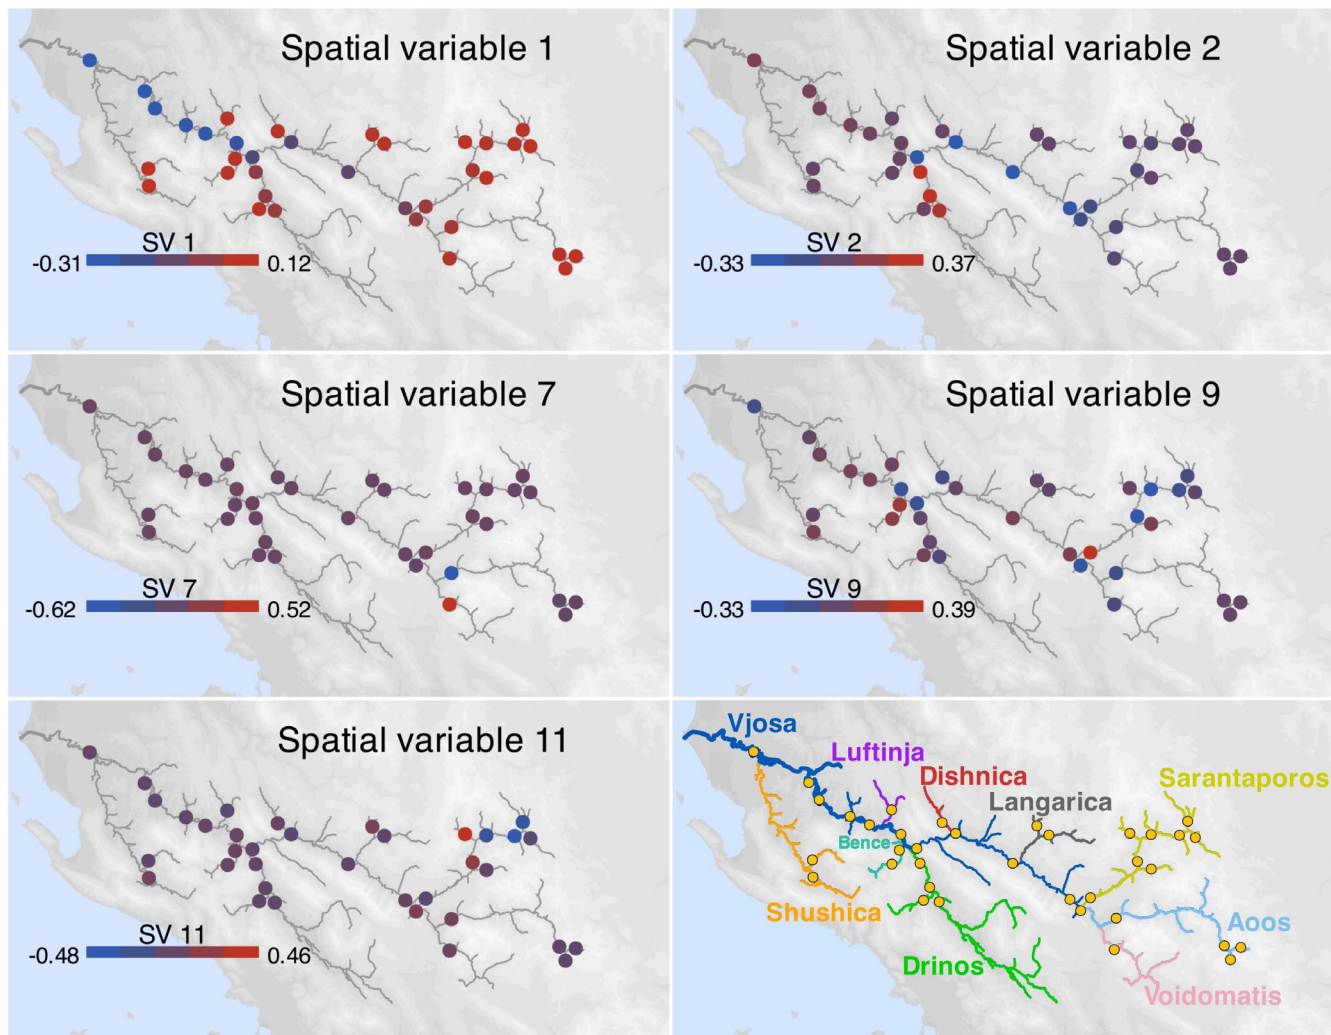 Spatial variable 1
SV 1
-0.31
0.12
Spatial variable 2
SV 2
-0.33
0.37
Spatial variable 7
SV 7
-0.62
0.52
Spatial variable 9
SV 9
-0.33
0.39
Spatial variable 11
SV 11
-0.48
0.46
Vjosa
Luftinja
Dishnica
Sarantaporos
Langarica
Bence
Shushica
Aoos
Drinos
Voidomatis